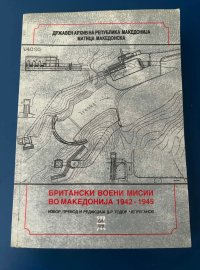 ДРЖАВЕН АРХИВ НА РЕПУБЛИКА МАКЕДОНИЈА
МАТИЦА МАКЕДОНСКА
БРИТАНСКИ ВОЕНИ МИСИИ
ВО МАКЕДОНИЈА 1942 - 1945
ИЗБОР, ПРЕВОД И РЕДАКЦИЈА Д-Р ТОДОР ЧЕПРЕГАНОВ